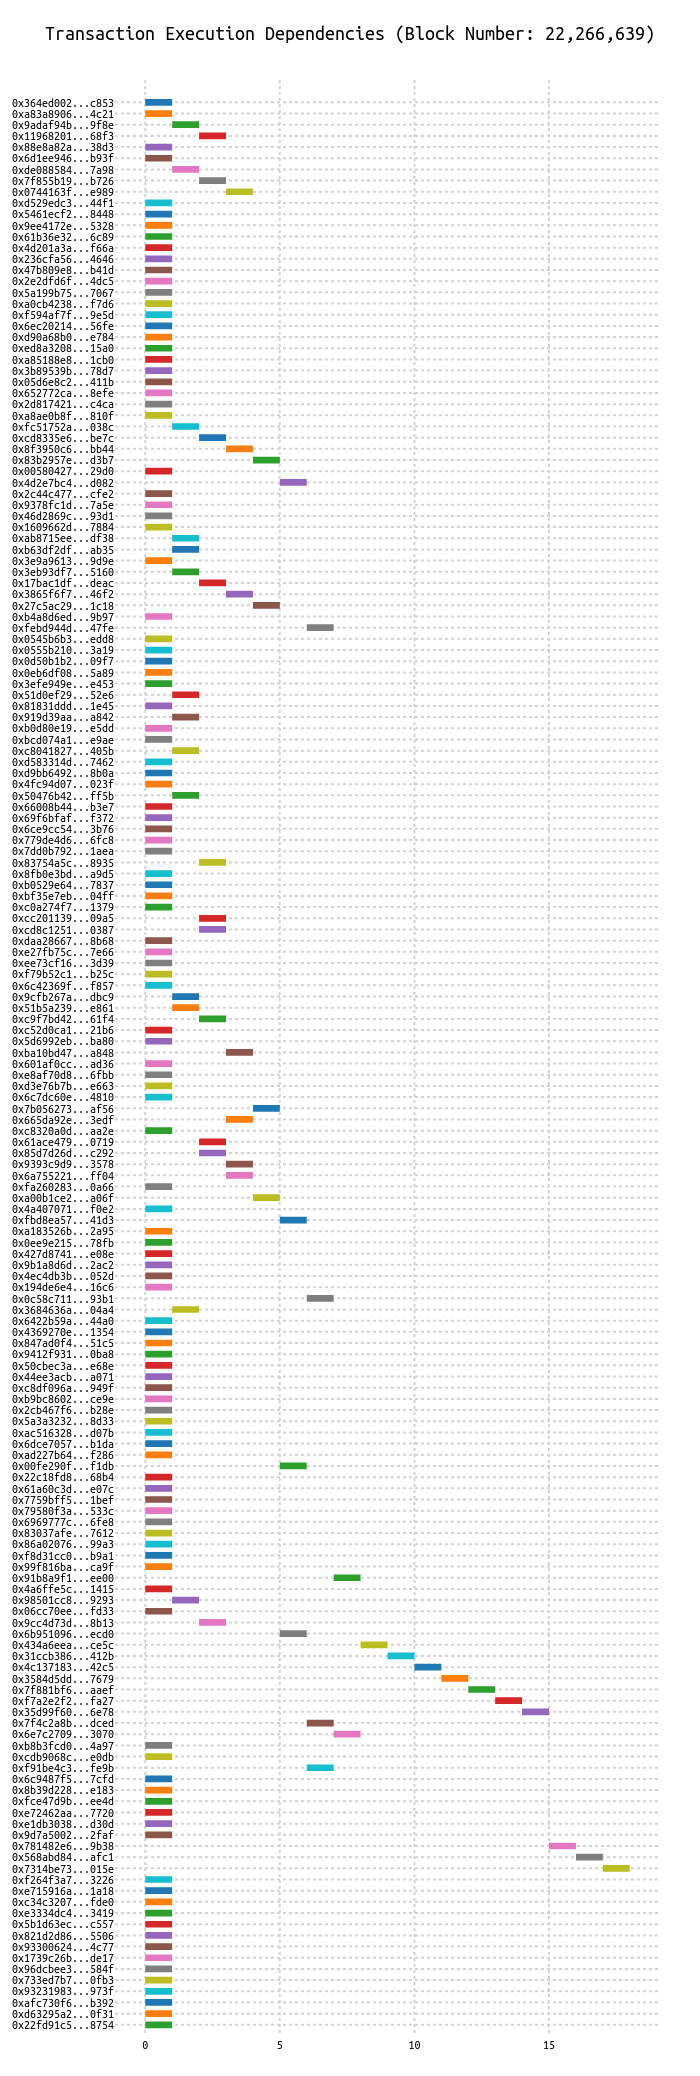 Transaction Execution Dependencies (Block Number: 22,266,639)
0x364ed002...c853
0xa83a8906...4c21
0x9adaf94b...9f8e
0x11968201...68f3
0x88e8a82a...38d3
0x6d1ee946...b93f
0xde088584...7a98
0x7f855b19...b726
0x0744163f...e989
0xd529edc3...44f1
0x5461ecf2...8448
0x9ee4172e...5328
0x61b36e32...6c89
0x4d201a3a...f66a
0x236cfa56...4646
0x47b809e8...b41d
0x2e2dfd6f...4dc5
0x5a199b75...7067
0xa0cb4238...f7d6
0xf594af7f...9e5d
0x6ec20214...56fe
0xd90a68b0...e784
0xed8a3208...15a0
0xa85188e8...1cb0
0x3b89539b...78d7
0x05d6e8c2...411b
0x652772ca...8efe
0x2d817421...c4ca
0xa8ae0b8f...810f
0xfc51752a...038c
0xcd8335e6...be7c
0x8f3950c6...bb44
0x83b2957e...d3b7
0x00580427...29d0
0x4d2e7bc4...d082
0x2c44c477...cfe2
0x9378fc1d...7a5e
0x46d2869c...93d1
0x1609662d...7884
0xab8715ee...df38
0xb63df2df...ab35
0x3e9a9613...9d9e
0x3eb93df7...5160
0x17bac1df...deac
0x3865f6f7...46f2
0x27c5ac29...1c18
0xb4a8d6ed...9b97
0xfebd944d...47fe
0x0545b6b3...edd8
0x0555b210...3a19
0x0d50b1b2...09f7
0x0eb6df08...5a89
0x3efe949e...e453
0x51d0ef29...52e6
0x81831ddd...1e45
0x919d39aa...a842
0xb0d80e19...e5dd
0xbcd074a1...e9ae
0xc8041827...405b
0xd583314d...7462
0xd9bb6492...8b0a
0x4fc94d07...023f
0x50476b42...ff5b
0x66008b44...b3e7
0x69f6bfaf...f372
0x6ce9cc54...3b76
0x779de4d6...6fc8
0x7dd0b792...1aea
0x83754a5c...8935
0x8fb0e3bd...a9d5
0xb0529e64...7837
0xbf35e7eb...04ff
0xc0a274f7...1379
0xcc201139...09a5
0xcd8c1251...0387
0xdaa28667...8b68
0xe27fb75c...7e66
0xee73cf16...3d39
0xf79b52c1...b25c
0x6c42369f...f857
0x9cfb267a...dbc9
0x51b5a239...e861
0xc9f7bd42...61f4
0xc52d0ca1...21b6
0x5d6992eb...ba80
0xba10bd47...a848
0x601af0cc...ad36
0xe8af70d8...6fbb
0xd3e76b7b...e663
0x6c7dc60e...4810
0x7b056273...af56
0x665da92e...3edf
0xc8320a0d...aa2e
0x61ace479...0719
0x85d7d26d...c292
0x9393c9d9...3578
0x6a755221...ff04
0xfa260283...0a66
0xa00b1ce2...a06f
0x4a407071...f0e2
0xfbd8ea57...41d3
0xa183526b...2a95
0x0ee9e215...78fb
0x427d8741...e08e
0x9b1a8d6d...2ac2
0x4ec4db3b...052d
0x194de6e4...16c6
0x0c58c711...93b1
0x3684636a...04a4
0x6422b59a...44a0
0x4369270e...1354
0x847ad0f4...51c5
0x9412f931...0ba8
0x50cbec3a...e68e
0x44ee3acb...a071
0xc8df096a...949f
0xb9bc8602...ce9e
0x2cb467f6...b28e
0x5a3a3232...8d33
0xac516328...d07b
0x6dce7057...b1da
0xad227b64...f286
0x00fe290f...f1db
0x22c18fd8...68b4
0x61a60c3d...e07c
0x7759bff5...1bef
0x79580f3a...533c
0x6969777c...6fe8
0x83037afe...7612
0x86a02076...99a3
0xf8d31cc0...b9a1
0x99f816ba...ca9f
0x91b8a9f1...ee00
0x4a6ffe5c...1415
0x98501cc8...9293
0x06cc70ee...fd33
0x9cc4d73d...8b13
0x6b951096...ecd0
0x434a6eea...ce5c
0x31ccb386...412b
0x4c137183...42c5
0x3584d5dd...7679
0x7f881bf6...aaef
0xf7a2e2f2...fa27
0x35d99f60...6e78
0x7f4c2a8b...dced
0x6e7c2709...3070
0xb8b3fcd0...4a97
0xcdb9068c...e0db
0xf91be4c3...fe9b
0x6c9487f5...7cfd
0x8b39d228...e183
0xfce47d9b...ee4d
0xe72462aa...7720
0xe1db3038...d30d
0x9d7a5002...2faf
0x781482e6...9b38
0x568abd84...afc1
0x7314be73...015e
0xf264f3a7...3226
0xe715916a...1a18
0xc34c3207...fde0
0xe3334dc4...3419
0x5b1d63ec...c557
0x821d2d86...5506
0x93300624...4c77
0x1739c26b...de17
0x96dcbee3...584f
0x733ed7b7...0fb3
0x93231983...973f
0xafc730f6...b392
0xd63295a2...0f31
0x22fd91c5...8754
0 5 10 15